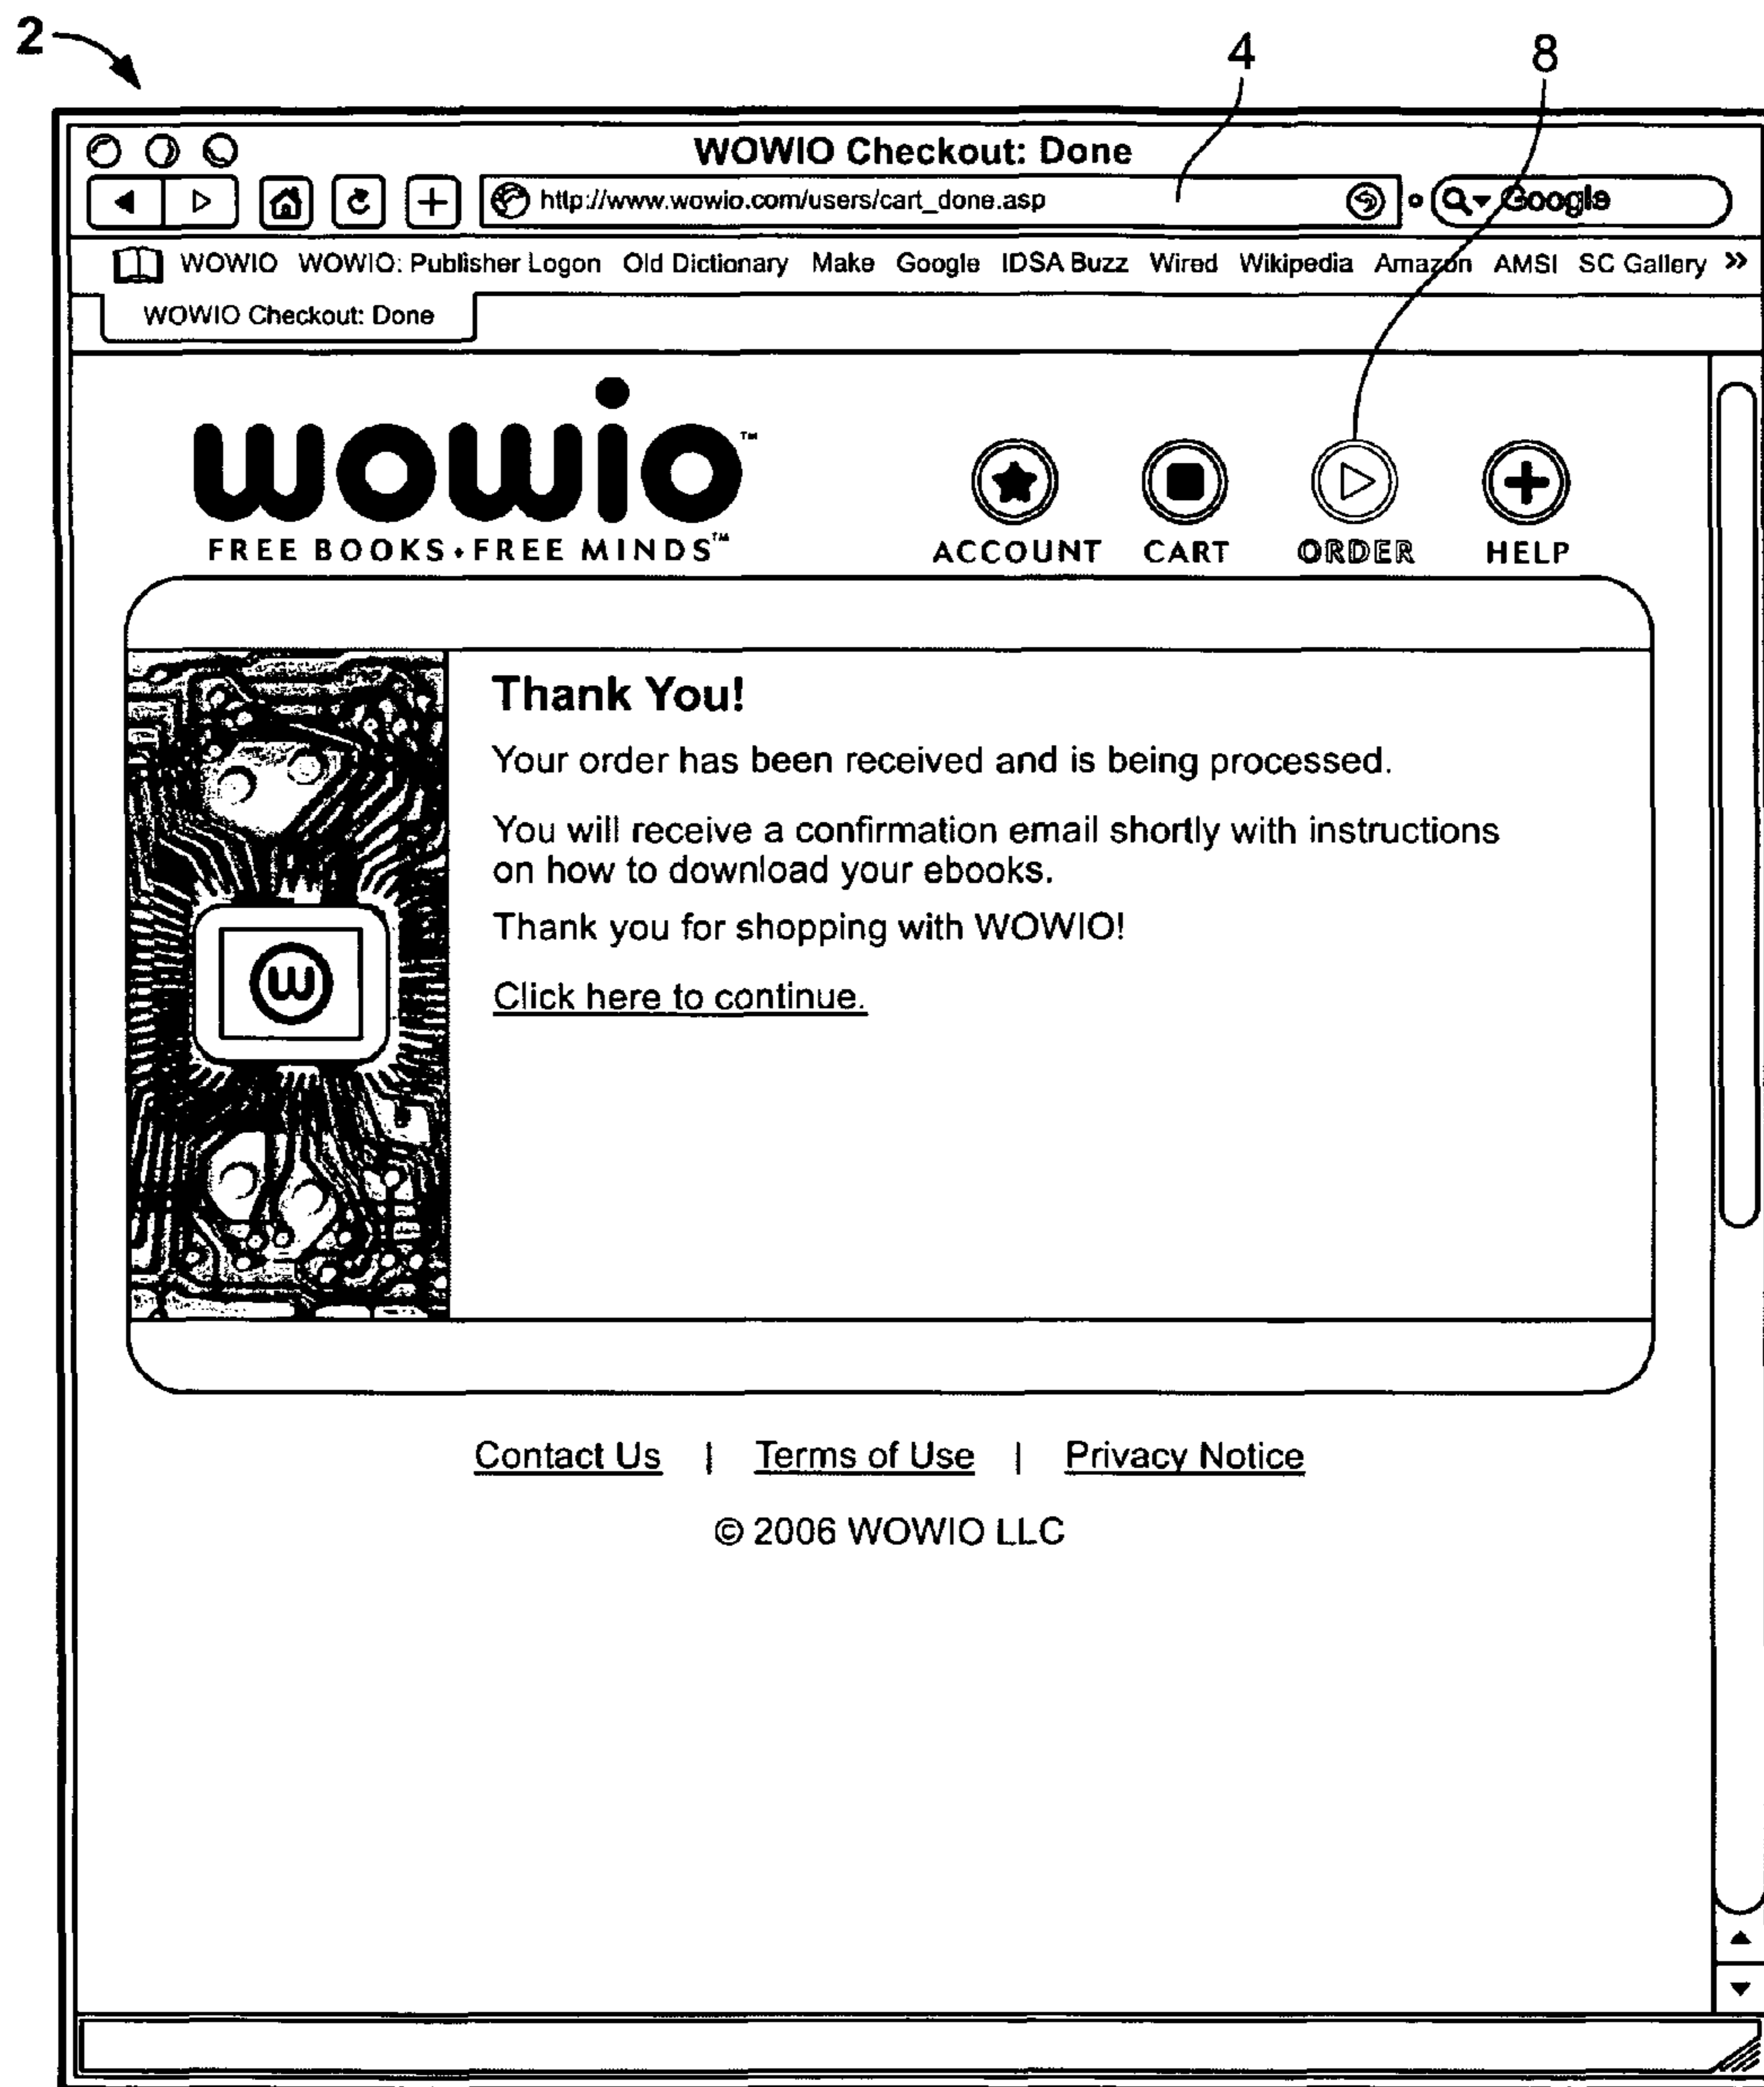 2
4
8
WOWIO Checkout: Done
http://www.wowio.com/users/cart_done.asp
Google
WOWIO WOWIO: Publisher Logon Old Dictionary Make Google IDSA Buzz Wired Wikipedia Amazon AMSI SC Gallery »
WOWIO Checkout: Done
wowio™
FREE BOOKS • FREE MINDS™
ACCOUNT CART ORDER HELP
Thank You!
Your order has been received and is being processed.
You will receive a confirmation email shortly with instructions
on how to download your ebooks.
Thank you for shopping with WOWIO!
Click here to continue.
W
Contact Us | Terms of Use | Privacy Notice
© 2006 WOWIO LLC